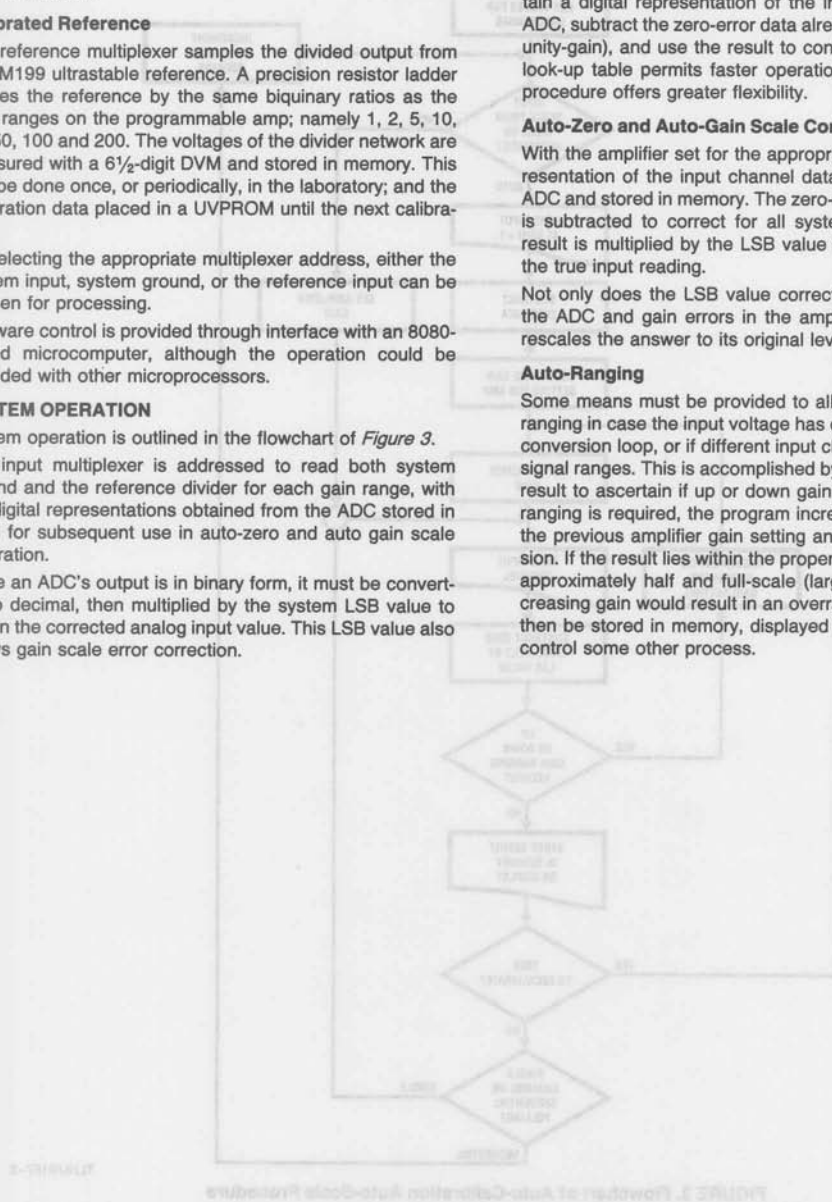 orated Reference
reference multiplexer samples the divided output from
M199 ultrastable reference. A precision resistor ladder
es the reference by the same biquinary ratios as the
ranges on the programmable amp; namely 1, 2, 5, 10,
50, 100 and 200. The voltages of the divider network are
sured with a 6½-digit DVM and stored in memory. This
be done once, or periodically, in the laboratory; and the
ration data placed in a UVPROM until the next calibra-
electing the appropriate multiplexer address, either the
em input, system ground, or the reference input can be
en for processing.
ware control is provided through interface with an 8080-
d microcomputer, although the operation could be
ded with other microprocessors.
TEM OPERATION
em operation is outlined in the flowchart of Figure 3.
input multiplexer is addressed to read both system
nd and the reference divider for each gain range, with
digital representations obtained from the ADC stored in
for subsequent use in auto-zero and auto gain scale
ration.
e an ADC's output is in binary form, it must be convert-
o decimal, then multiplied by the system LSB value to
n the corrected analog input value. This LSB value also
s gain scale error correction.
tain a digital representation of the in
ADC, subtract the zero-error data alre
unity-gain), and use the result to con
look-up table permits faster operatio
procedure offers greater flexibility.
Auto-Zero and Auto-Gain Scale Cor
With the amplifier set for the appropr
resentation of the input channel data
ADC and stored in memory. The zero-
is subtracted to correct for all syste
result is multiplied by the LSB value
the true input reading.
Not only does the LSB value correct
the ADC and gain errors in the amp
rescales the answer to its original lev
Auto-Ranging
Some means must be provided to all
ranging in case the input voltage has c
conversion loop, or if different input c
signal ranges. This is accomplished by
result to ascertain if up or down gain
ranging is required, the program incre
the previous amplifier gain setting an
sion. If the result lies within the proper
approximately half and full-scale (larg
creasing gain would result in an overr
then be stored in memory, displayed
control some other process.
FIGURE 3. Flowchart of Auto-Calibration Auto-Scale Procedure